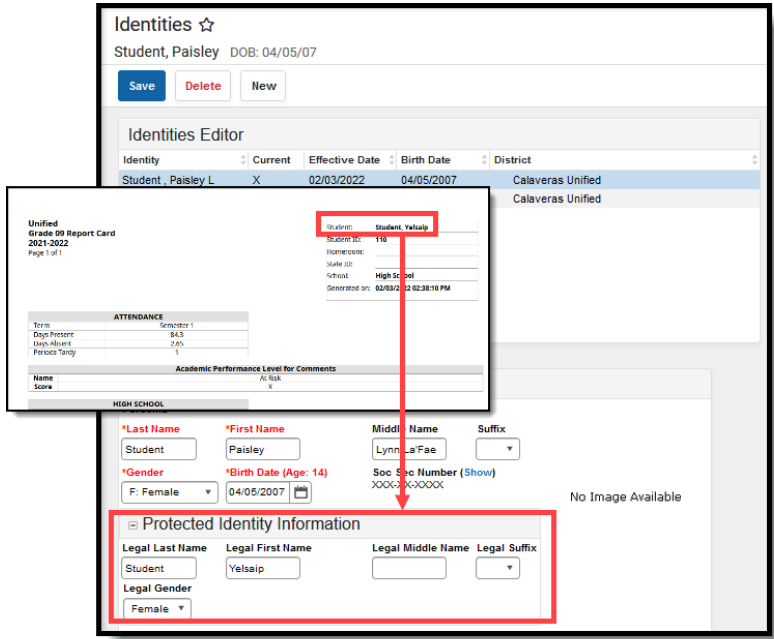 Identities
Student, Paisley DOB: 04/05/07
Save Delete New
Identities Editor
Identity Current Effective Date Birth Date District
Student , Paisley L X 02/03/2022 04/05/2007 Calaveras Unified
Calaveras Unified
Unified
Grade 09 Report Card
2021-2022
Page 1 of 1
Student: Student, Yelsaip
Student ID: 110
Homeroom:
State ID:
School: High School
Generated on: 02/03/2022 02:38:10 PM
ATTENDANCE
Term Semester 1
Days Present 84.3
Days Absent 2.65
Periods Tardy 1
Academic Performance Level for Comments
Name At Risk
Score X
HIGH SCHOOL
*Last Name *First Name Middle Name Suffix
Student Paisley Lynn La'Fae
*Gender *Birth Date (Age: 14) Soc Sec Number (Show)
F: Female 04/05/2007 XXX-XX-XXXX
No Image Available
Protected Identity Information
Legal Last Name Legal First Name Legal Middle Name Legal Suffix
Student Yelsaip
Legal Gender
Female